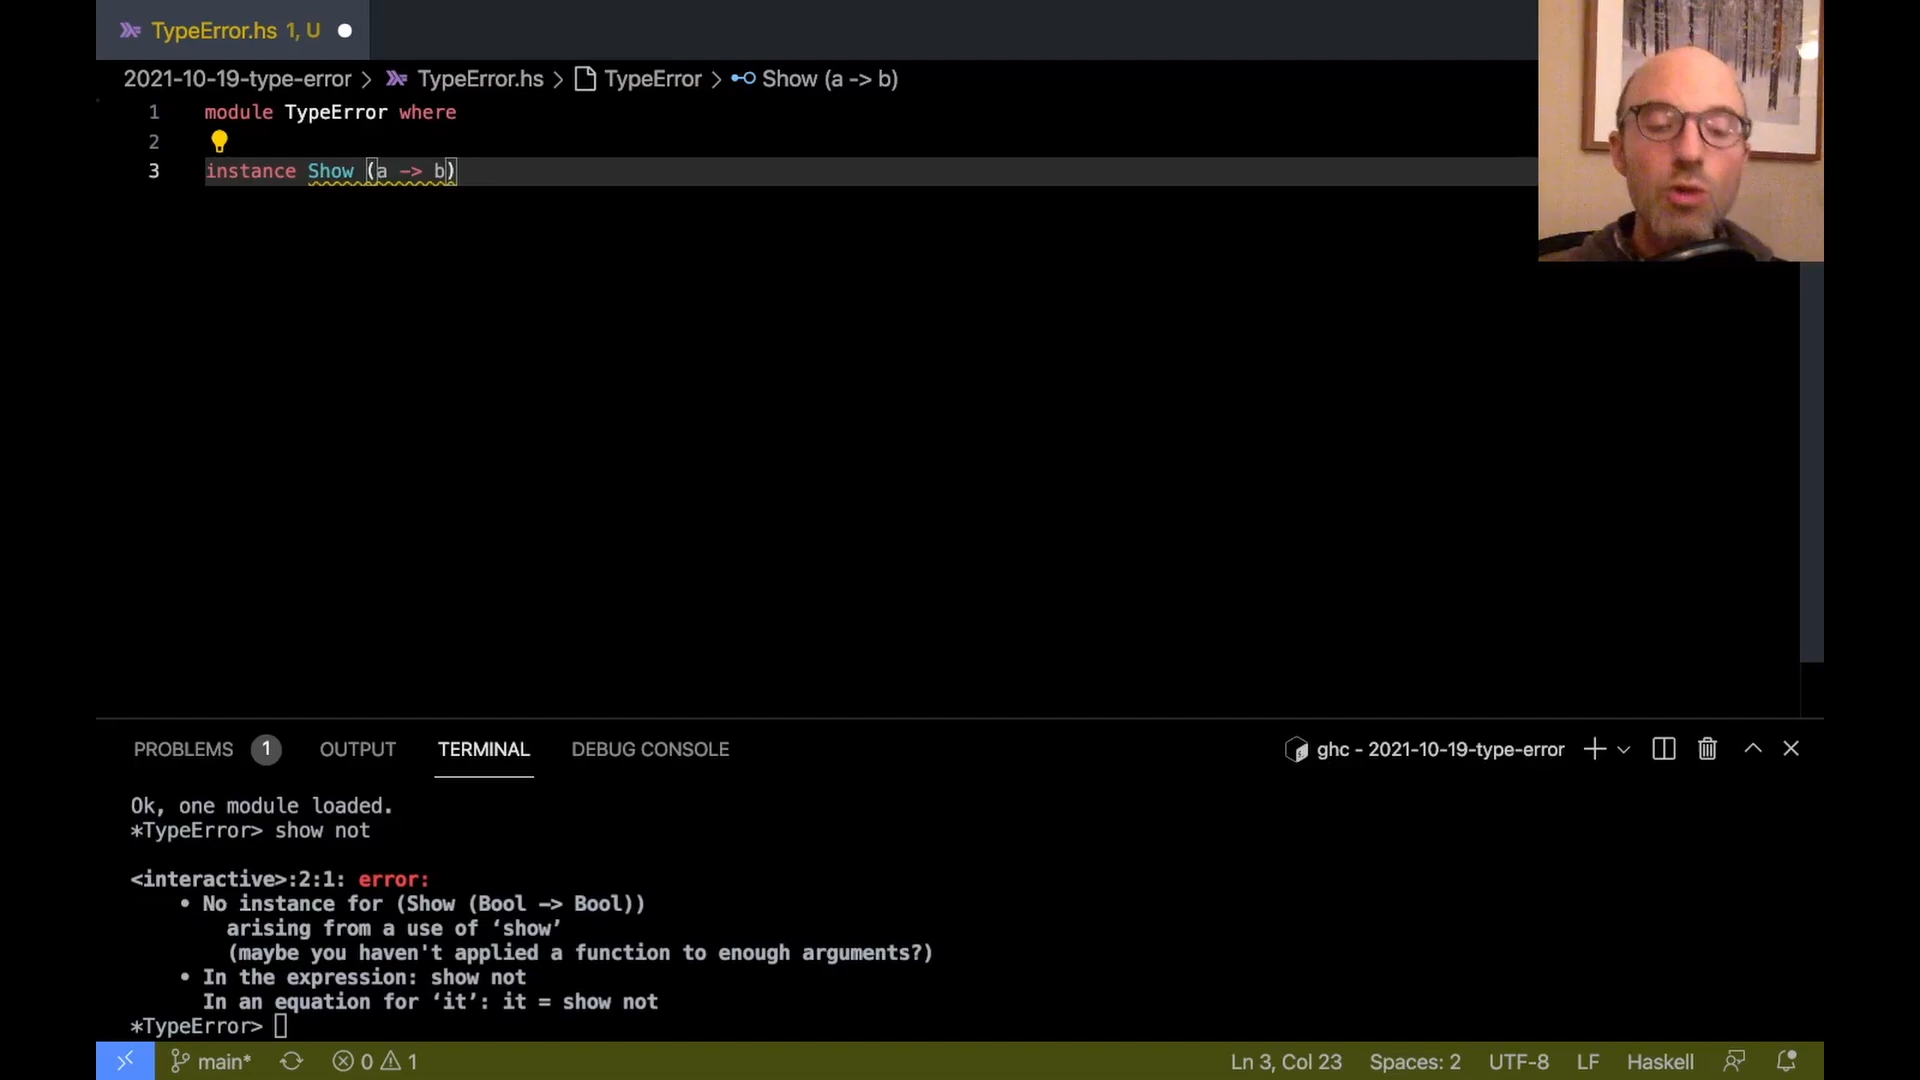 TypeError.hs 1, U
2021-10-19-type-error > TypeError.hs > TypeError > Show (a -> b)
1 module TypeError where
2
3 instance Show (a -> b)
PROBLEMS 1 OUTPUT TERMINAL DEBUG CONSOLE ghc - 2021-10-19-type-error
Ok, one module loaded.
*TypeError> show not
<interactive>:2:1: error:
• No instance for (Show (Bool -> Bool))
arising from a use of ‘show’
(maybe you haven't applied a function to enough arguments?)
• In the expression: show not
In an equation for ‘it’: it = show not
*TypeError>
main* 0 1 Ln 3, Col 23 Spaces: 2 UTF-8 LF Haskell